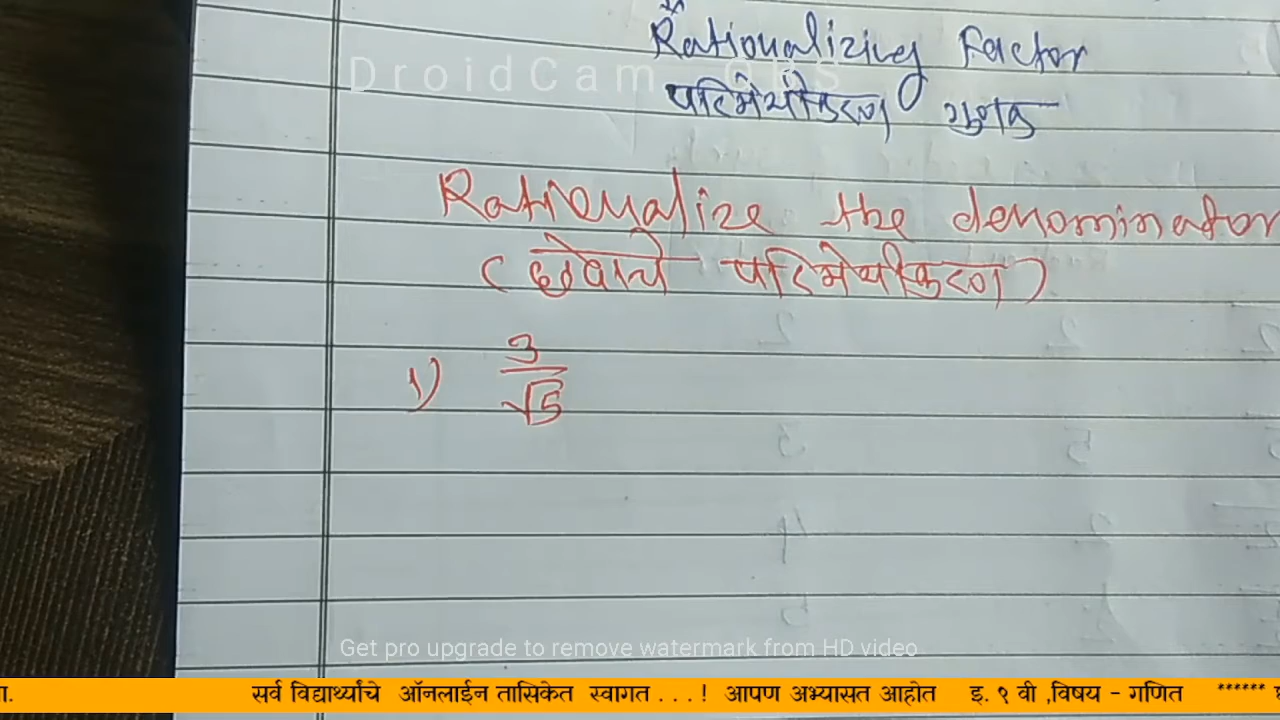 Rationalizing Factor
DroidCam OBS
परिमेयीकरण गुणक
Rationalize the denominator
(छेदाचे परिमेयीकरण)
1) 3/√5
Get pro upgrade to remove watermark from HD video
ा. सर्व विद्यार्थ्यांचे ऑनलाईन तासिकेत स्वागत . . . ! आपण अभ्यासत आहोत इ. ९ वी ,विषय - गणित ******